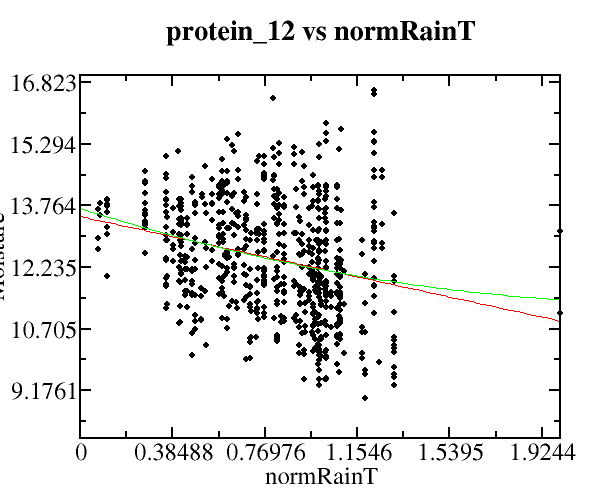 protein_12 vs normRainT
16.823
15.294
13.764
12.235
10.705
9.1761
0 0.38488 0.76976 1.1546 1.5395 1.9244
normRainT